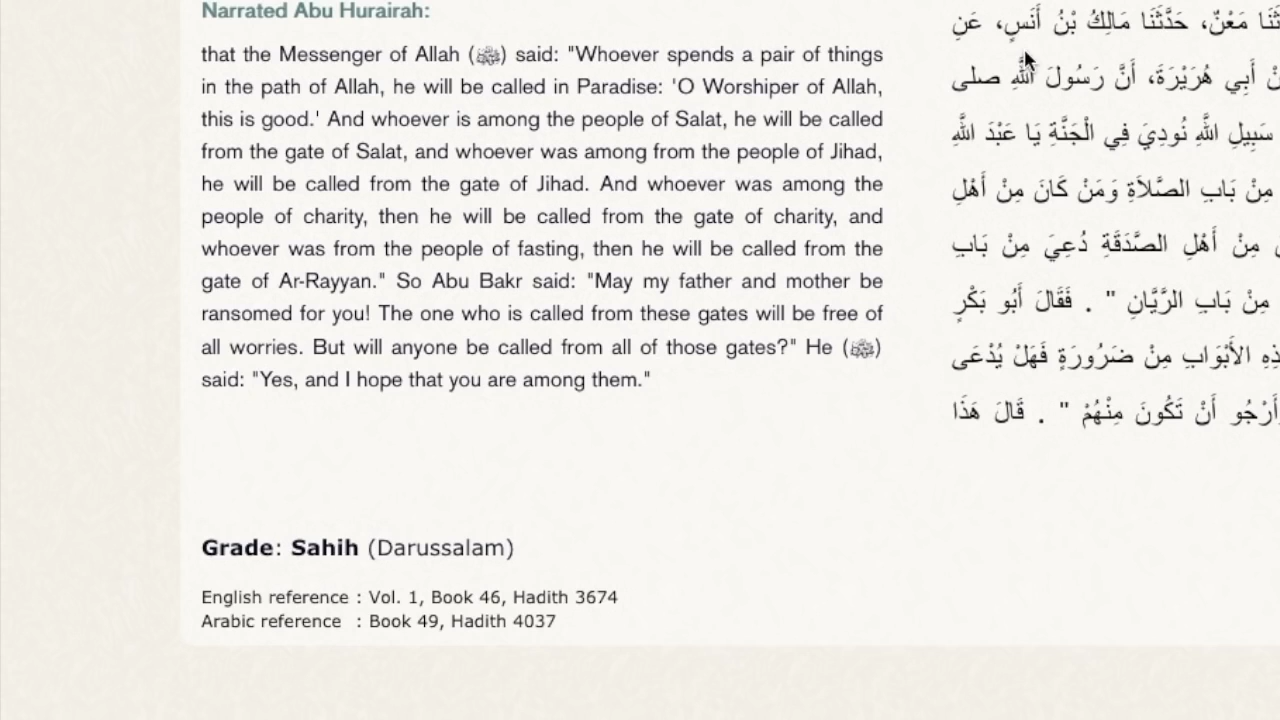 Narrated Abu Hurairah:
that the Messenger of Allah (ﷺ) said: "Whoever spends a pair of things
in the path of Allah, he will be called in Paradise: 'O Worshiper of Allah,
this is good.' And whoever is among the people of Salat, he will be called
from the gate of Salat, and whoever was among from the people of Jihad,
he will be called from the gate of Jihad. And whoever was among the
people of charity, then he will be called from the gate of charity, and
whoever was from the people of fasting, then he will be called from the
gate of Ar-Rayyan." So Abu Bakr said: "May my father and mother be
ransomed for you! The one who is called from these gates will be free of
all worries. But will anyone be called from all of those gates?" He (ﷺ)
said: "Yes, and I hope that you are among them."
مَعْنٌ، حَدَّثَنَا مَالِكُ بْنُ أَنَسٍ، عَنِ
أَبِي هُرَيْرَةَ، أَنَّ رَسُولَ اللَّهِ صلى
سَبِيلِ اللَّهِ نُودِيَ فِي الْجَنَّةِ يَا عَبْدَ اللَّهِ
مِنْ بَابِ الصَّلاَةِ وَمَنْ كَانَ مِنْ أَهْلِ
مِنْ أَهْلِ الصَّدَقَةِ دُعِيَ مِنْ بَابِ
مِنْ بَابِ الرَّيَّانِ " . فَقَالَ أَبُو بَكْرٍ
الأَبْوَابِ مِنْ ضَرُورَةٍ فَهَلْ يُدْعَى
أَرْجُو أَنْ تَكُونَ مِنْهُمْ " . قَالَ هَذَا
Grade: Sahih (Darussalam)
English reference : Vol. 1, Book 46, Hadith 3674
Arabic reference : Book 49, Hadith 4037